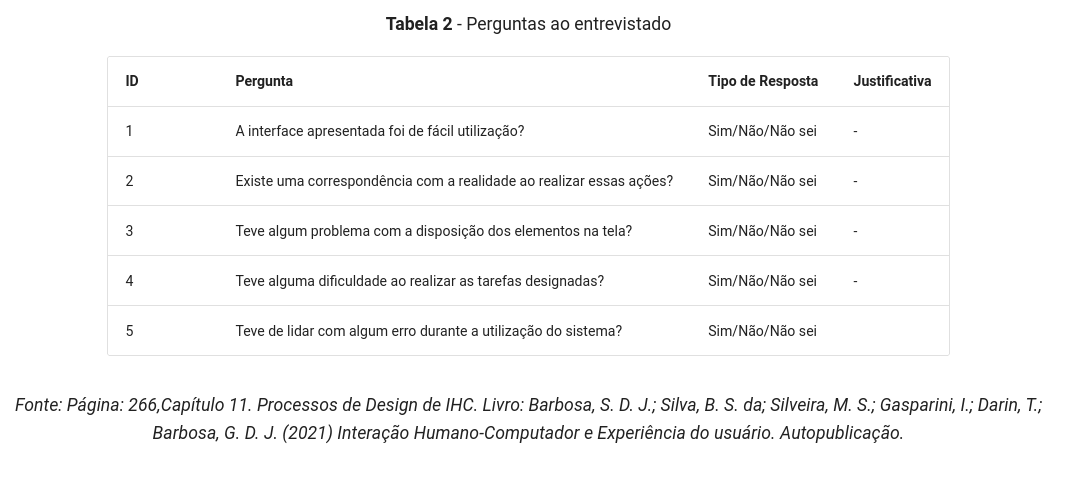 Tabela 2 - Perguntas ao entrevistado
ID Pergunta Tipo de Resposta Justificativa
1 A interface apresentada foi de fácil utilização? Sim/Não/Não sei -
2 Existe uma correspondência com a realidade ao realizar essas ações? Sim/Não/Não sei -
3 Teve algum problema com a disposição dos elementos na tela? Sim/Não/Não sei -
4 Teve alguma dificuldade ao realizar as tarefas designadas? Sim/Não/Não sei -
5 Teve de lidar com algum erro durante a utilização do sistema? Sim/Não/Não sei
Fonte: Página: 266,Capítulo 11. Processos de Design de IHC. Livro: Barbosa, S. D. J.; Silva, B. S. da; Silveira, M. S.; Gasparini, I.; Darin, T.;
Barbosa, G. D. J. (2021) Interação Humano-Computador e Experiência do usuário. Autopublicação.